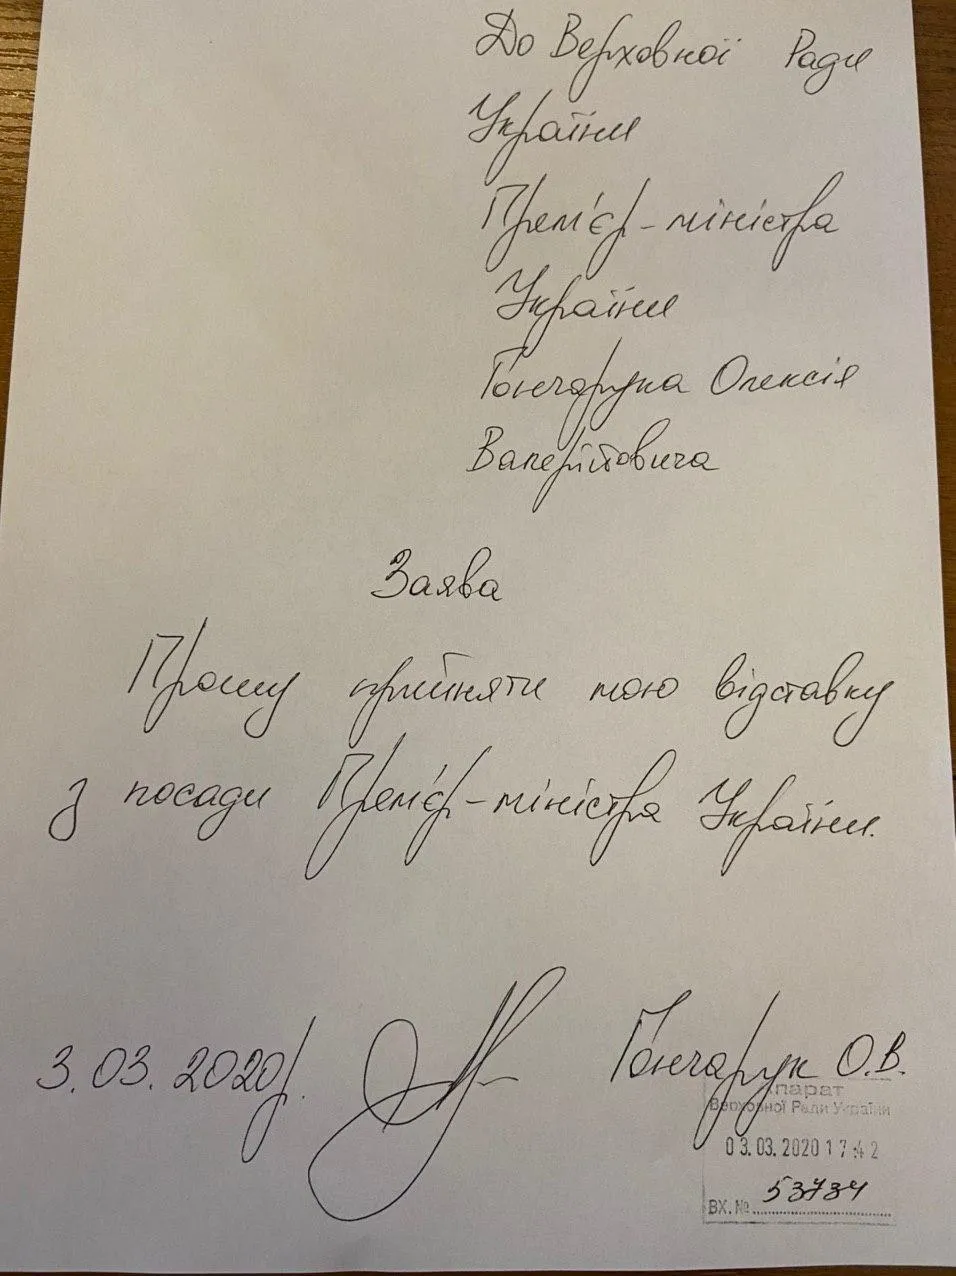 До Верховної Ради
України
Прем'єр-міністра
України
Гончарука Олексія
Валерійовича
Заява
Прошу прийняти мою відставку
з посади Прем'єр-міністра України.
3.03.2020р. Гончарук О.В.
Апарат
Верховної Ради України
03.03.2020 17:42
ВХ. № 53734